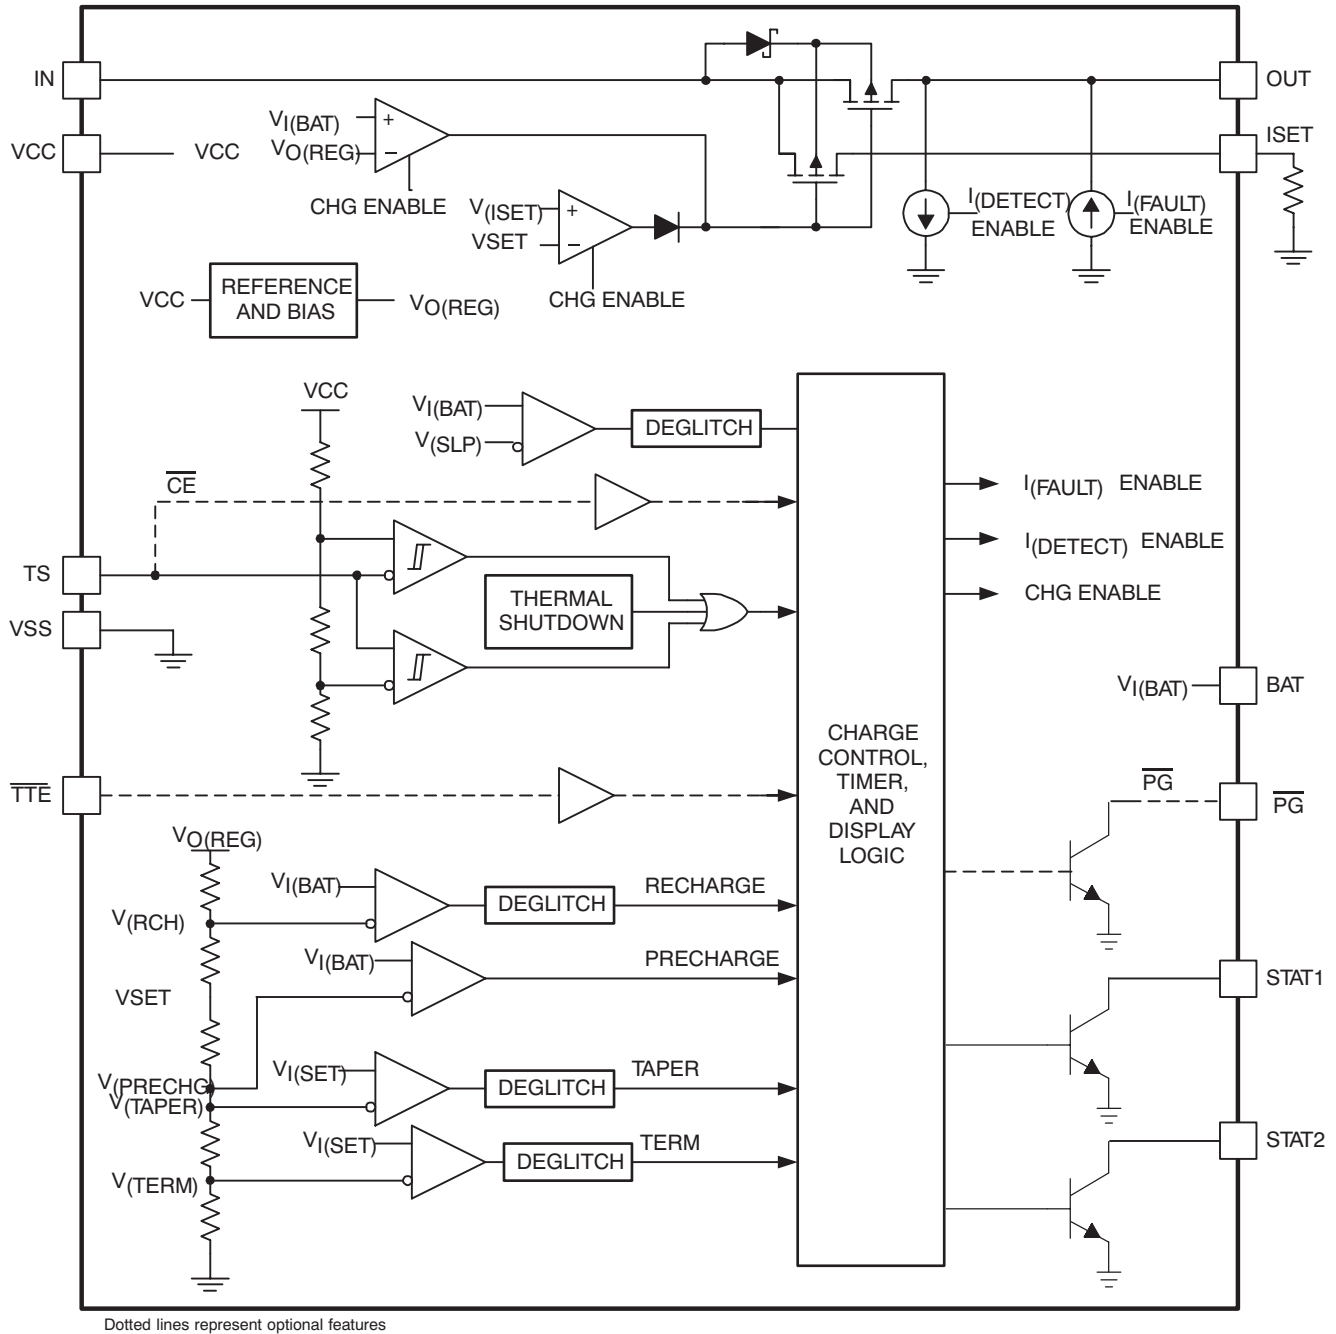 IN
OUT
ISET
VCC
VCC
VI(BAT)
VO(REG)
CHG ENABLE
V(ISET)
VSET
CHG ENABLE
I(DETECT)
ENABLE
I(FAULT)
ENABLE
VCC
REFERENCE
AND BIAS
VO(REG)
VCC
VI(BAT)
V(SLP)
DEGLITCH
CE
I(FAULT) ENABLE
I(DETECT) ENABLE
CHG ENABLE
TS
VSS
THERMAL
SHUTDOWN
VI(BAT)
BAT
CHARGE
CONTROL,
TIMER,
AND
DISPLAY
LOGIC
TTE
PG
PG
VO(REG)
VI(BAT)
DEGLITCH
RECHARGE
V(RCH)
VI(BAT)
PRECHARGE
VSET
STAT1
V(PRECHG)
V(TAPER)
VI(SET)
DEGLITCH
TAPER
VI(SET)
DEGLITCH
TERM
V(TERM)
STAT2
Dotted lines represent optional features